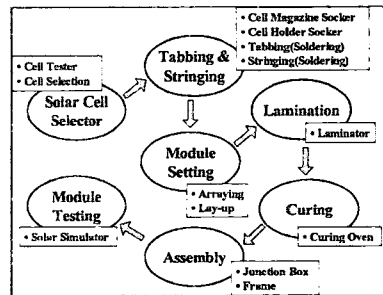 • Cell Magazine Socker
• Cell Holder Socker
• Tabbing(Soldering)
• Stringing(Soldering)
Tabbing &
Stringing
• Cell Tester
• Cell Selection
Solar Cell
Selector
Lamination
• Laminator
Module
Setting
• Arraying
• Lay-up
Module
Testing
• Solar Simulator
Curing
• Curing Oven
Assembly
• Junction Box
• Frame